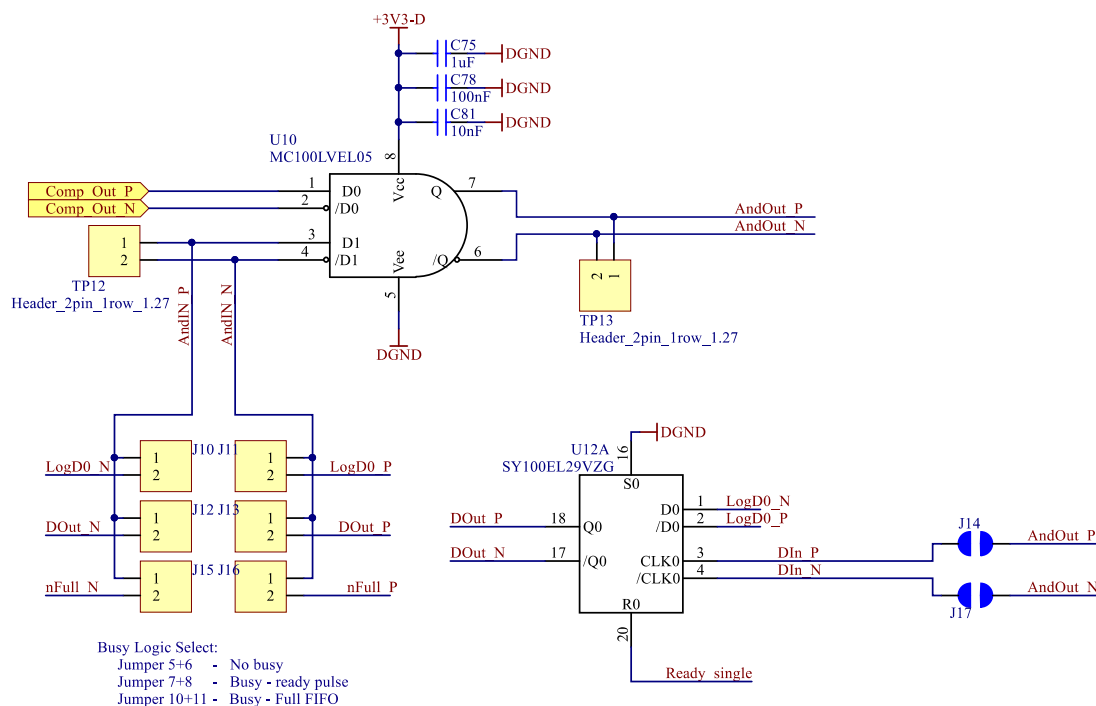 +3V3-D
C75
1uF
DGND
C78
100nF
DGND
C81
10nF
DGND
U10
MC100LVEL05
8
Vcc
Comp_Out_P
1
D0
Q
7
Comp_Out_N
2
/D0
AndOut_P
AndOut_N
1
3
D1
2
4
/D1
Vee
/Q
6
2
1
TP12
Header_2pin_1row_1.27
5
AndIN_P
AndIN_N
TP13
Header_2pin_1row_1.27
DGND
J10 J11
LogD0_N
1
2
1
2
LogD0_P
J12 J13
DOut_N
1
2
1
2
DOut_P
J15 J16
nFull_N
1
2
1
2
nFull_P
DGND
16
U12A
SY100EL29VZG
S0
D0
1
LogD0_N
/D0
2
LogD0_P
DOut_P
18
Q0
DOut_N
17
/Q0
CLK0
3
DIn_P
/CLK0
4
DIn_N
R0
20
Ready_single
J14
AndOut_P
J17
AndOut_N
Busy Logic Select:
Jumper 5+6 - No busy
Jumper 7+8 - Busy - ready pulse
Jumper 10+11 - Busy - Full FIFO